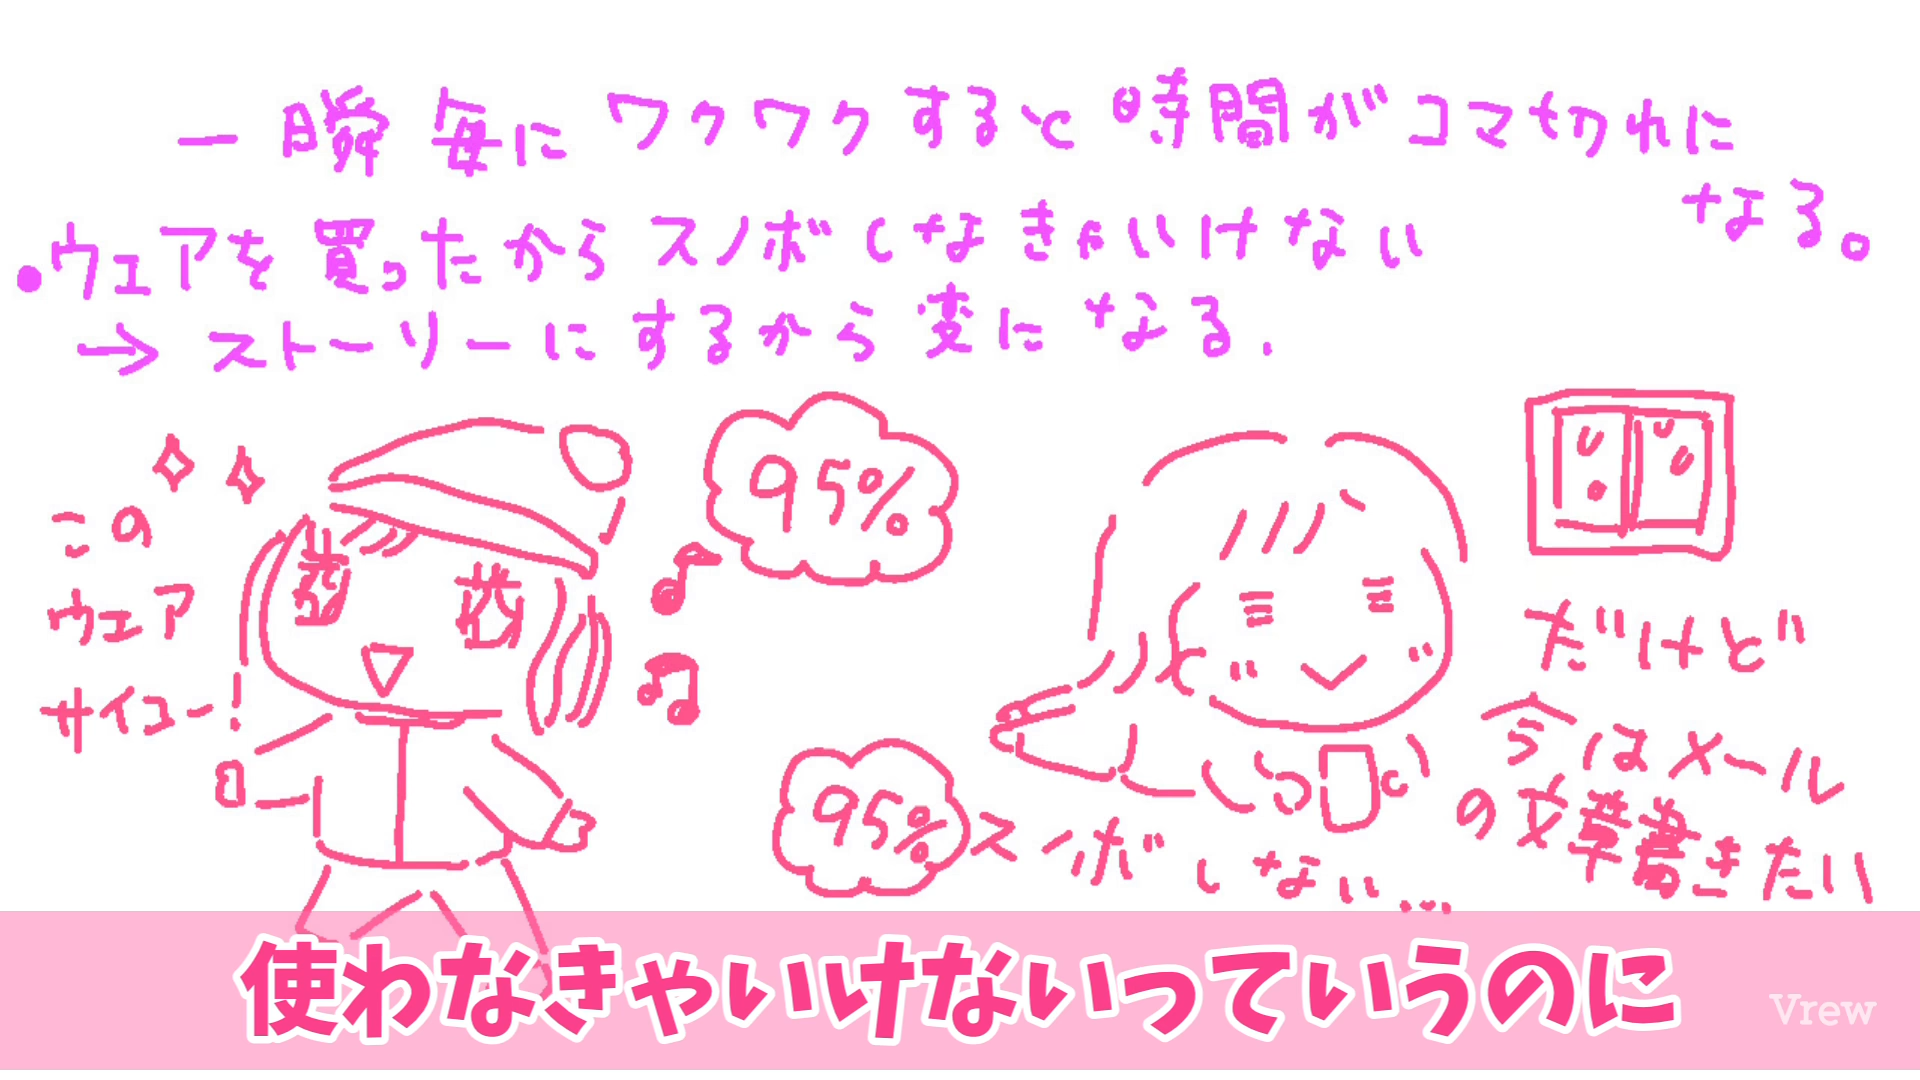 一瞬毎にワクワクすると時間がコマ切れに
なる。
・ウェアを買ったからスノボしなきゃいけない
→ストーリーにするから変になる.
この
ウェア
サイコー!
95%
95%
スノボしない…
だけど
今はメール
の文章書きたい
使わなきゃいけないっていうのに
Vrew